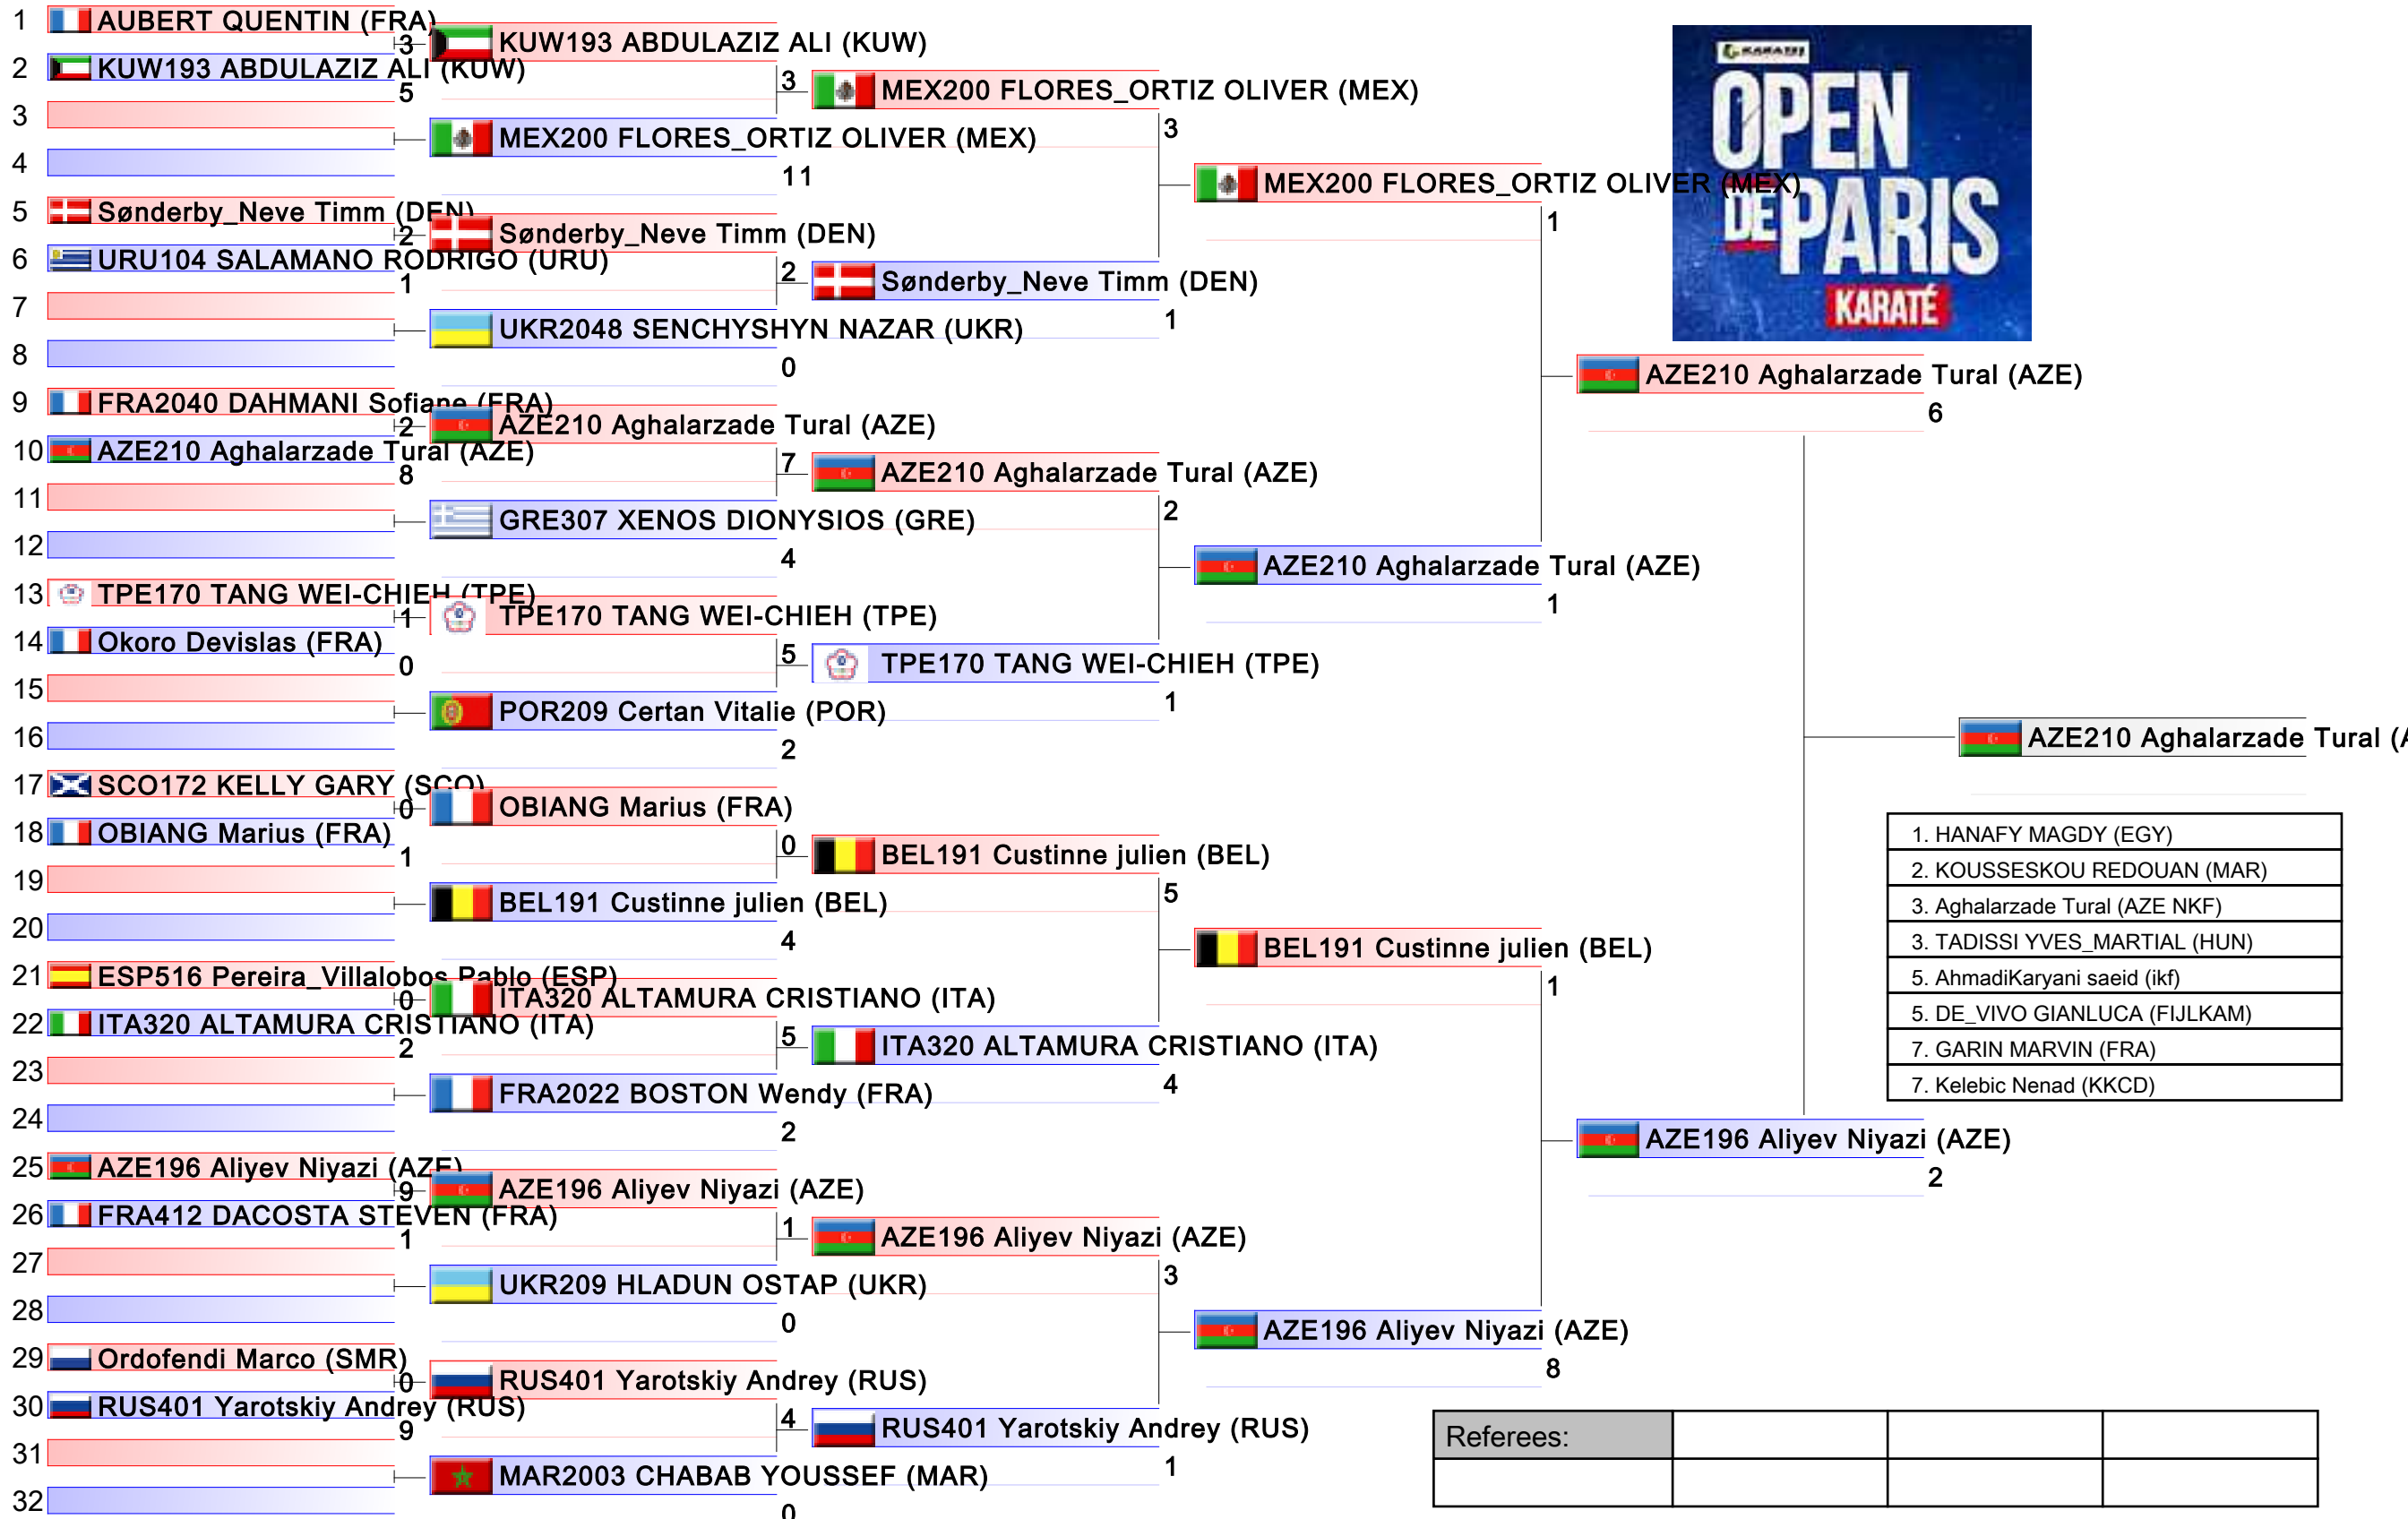 1 AUBERT QUENTIN (FRA)
3
2 KUW193 ABDULAZIZ ALI (KUW)
5
3
4
5 Sønderby_Neve Timm (DEN)
2
6 URU104 SALAMANO RODRIGO (URU)
1
7
8
9 FRA2040 DAHMANI Sofiane (FRA)
2
10 AZE210 Aghalarzade Tural (AZE)
8
11
12
13 TPE170 TANG WEI-CHIEH (TPE)
1
14 Okoro Devislas (FRA)
0
15
16
17 SCO172 KELLY GARY (SCO)
0
18 OBIANG Marius (FRA)
1
19
20
21 ESP516 Pereira_Villalobos Pablo (ESP)
0
22 ITA320 ALTAMURA CRISTIANO (ITA)
2
23
24
25 AZE196 Aliyev Niyazi (AZE)
9
26 FRA412 DACOSTA STEVEN (FRA)
1
27
28
29 Ordofendi Marco (SMR)
0
30 RUS401 Yarotskiy Andrey (RUS)
9
31
32
KUW193 ABDULAZIZ ALI (KUW)
3
MEX200 FLORES_ORTIZ OLIVER (MEX)
11
Sønderby_Neve Timm (DEN)
2
UKR2048 SENCHYSHYN NAZAR (UKR)
0
AZE210 Aghalarzade Tural (AZE)
7
GRE307 XENOS DIONYSIOS (GRE)
4
TPE170 TANG WEI-CHIEH (TPE)
5
POR209 Certan Vitalie (POR)
2
OBIANG Marius (FRA)
0
BEL191 Custinne julien (BEL)
4
ITA320 ALTAMURA CRISTIANO (ITA)
5
FRA2022 BOSTON Wendy (FRA)
2
AZE196 Aliyev Niyazi (AZE)
1
UKR209 HLADUN OSTAP (UKR)
0
RUS401 Yarotskiy Andrey (RUS)
4
MAR2003 CHABAB YOUSSEF (MAR)
0
MEX200 FLORES_ORTIZ OLIVER (MEX)
3
Sønderby_Neve Timm (DEN)
1
AZE210 Aghalarzade Tural (AZE)
2
TPE170 TANG WEI-CHIEH (TPE)
1
BEL191 Custinne julien (BEL)
5
ITA320 ALTAMURA CRISTIANO (ITA)
4
AZE196 Aliyev Niyazi (AZE)
3
RUS401 Yarotskiy Andrey (RUS)
1
MEX200 FLORES_ORTIZ OLIVER (MEX)
1
AZE210 Aghalarzade Tural (AZE)
1
BEL191 Custinne julien (BEL)
1
AZE196 Aliyev Niyazi (AZE)
8
KARATE
OPEN
DE PARIS
KARATÉ
AZE210 Aghalarzade Tural (AZE)
6
AZE196 Aliyev Niyazi (AZE)
2
AZE210 Aghalarzade Tural (A
1. HANAFY MAGDY (EGY)
2. KOUSSESKOU REDOUAN (MAR)
3. Aghalarzade Tural (AZE NKF)
3. TADISSI YVES_MARTIAL (HUN)
5. AhmadiKaryani saeid (ikf)
5. DE_VIVO GIANLUCA (FIJLKAM)
7. GARIN MARVIN (FRA)
7. Kelebic Nenad (KKCD)
Referees: